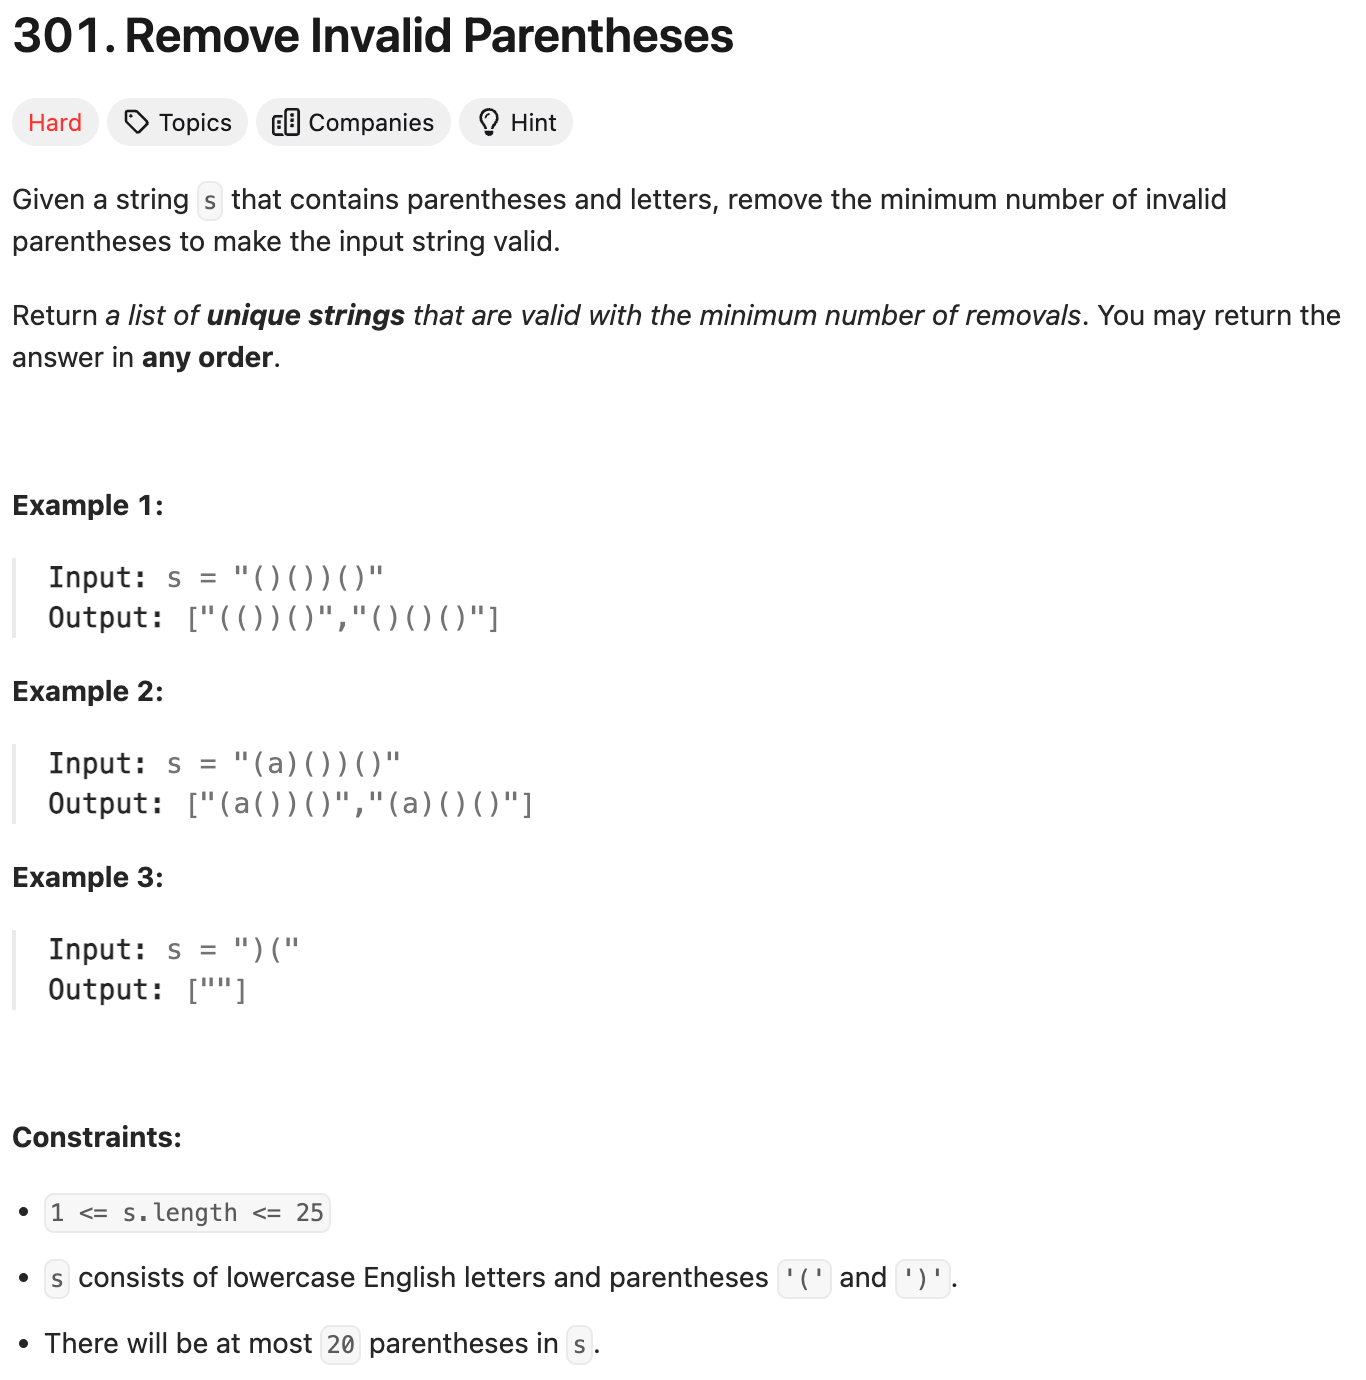 301. Remove Invalid Parentheses
Hard Topics Companies Hint
Given a string s that contains parentheses and letters, remove the minimum number of invalid
parentheses to make the input string valid.
Return a list of unique strings that are valid with the minimum number of removals. You may return the
answer in any order.
Example 1:
Input: s = "()())()"
Output: ["(())()","()()()"]
Example 2:
Input: s = "(a)())()"
Output: ["(a())()","(a)()()"]
Example 3:
Input: s = ")("
Output: [""]
Constraints:
• 1 <= s.length <= 25
• s consists of lowercase English letters and parentheses '(' and ')'.
• There will be at most 20 parentheses in s.